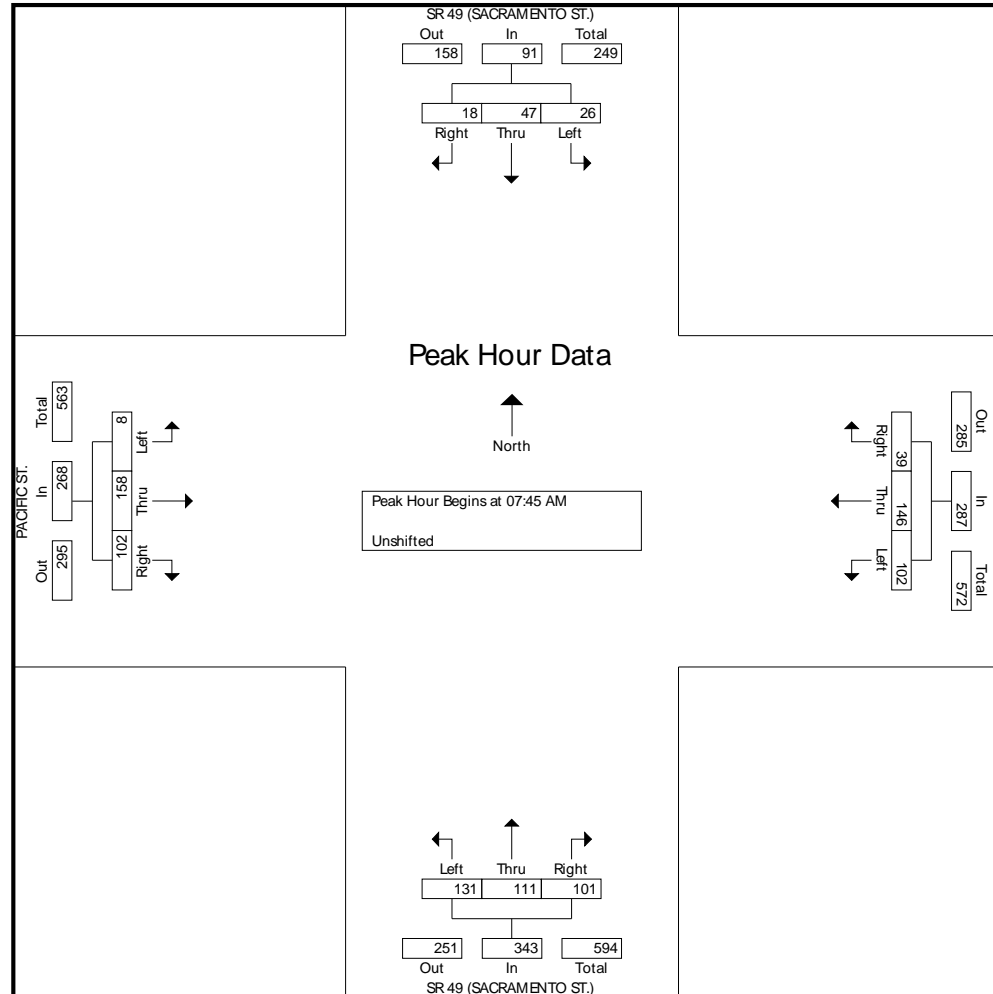 SR 49 (SACRAMENTO ST.)
Out In Total
158 91 249
18 47 26
Right Thru Left
Peak Hour Data
North
Peak Hour Begins at 07:45 AM
Unshifted
PACIFIC ST.
Total In Out
563 268 295
8 158 102
Left Thru Right
Right Thru Left
39 146 102
285 287 572
Out In Total
Left Thru Right
131 111 101
251 343 594
Out In Total
SR 49 (SACRAMENTO ST.)